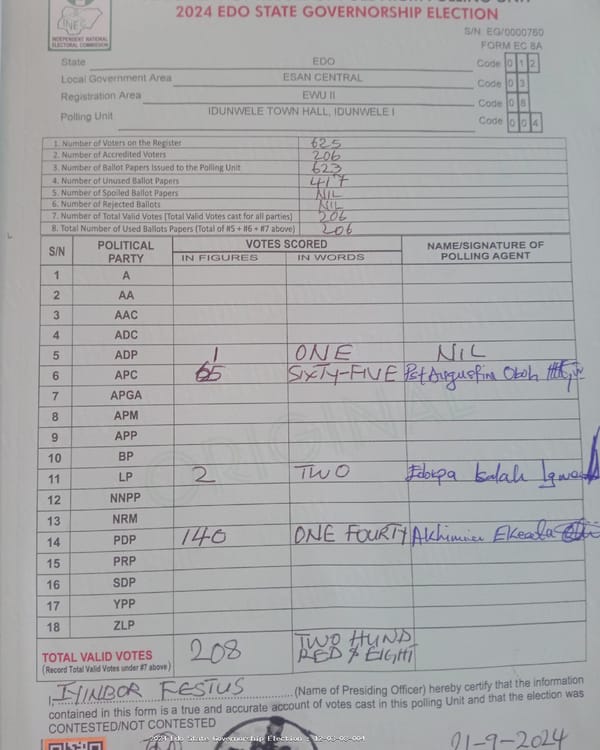 2024 EDO STATE GOVERNORSHIP ELECTION
INEC
INDEPENDENT NATIONAL ELECTORAL COMMISSION
S/N EG/0000760
FORM EC 8A
State EDO Code 0 1 2
Local Government Area ESAN CENTRAL Code 0 3
Registration Area EWU II Code 0 8
Polling Unit IDUNWELE TOWN HALL, IDUNWELE I Code 0 0 4
1. Number of Voters on the Register 625
2. Number of Accredited Voters 206
3. Number of Ballot Papers Issued to the Polling Unit 623
4. Number of Unused Ballot Papers 417
5. Number of Spoiled Ballot Papers NIL
6. Number of Rejected Ballots NIL
7. Number of Total Valid Votes (Total Valid Votes cast for all parties) 206
8. Total Number of Used Ballots Papers (Total of #5 + #6 + #7 above) 206
S/N POLITICAL PARTY VOTES SCORED NAME/SIGNATURE OF POLLING AGENT
IN FIGURES IN WORDS
1 A
2 AA
3 AAC
4 ADC
5 ADP 1 ONE NIL
6 APC 65 SIXTY-FIVE Pst Augustine Oboh
7 APGA
8 APM
9 APP
10 BP
11 LP 2 TWO
12 NNPP
13 NRM
14 PDP 140 ONE FOURTY
15 PRP
16 SDP
17 YPP
18 ZLP
ORIGINAL
TOTAL VALID VOTES 208 TWO HUND
(Record Total Valid Votes under #7 above) RED & EIGHT
I, IYINBOR FESTUS (Name of Presiding Officer) hereby certify that the information
contained in this form is a true and accurate account of votes cast in this polling Unit and that the election was
CONTESTED/NOT CONTESTED
21-9-2024
2024 Edo State Governorship Election : 12-03-08-004